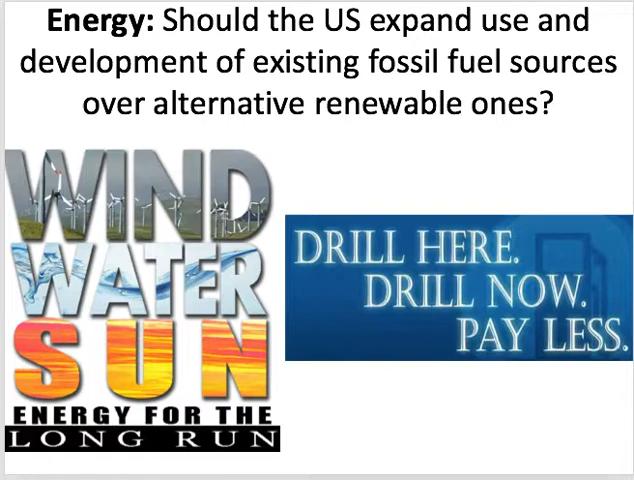 Energy: Should the US expand use and
development of existing fossil fuel sources
over alternative renewable ones?
WIND
WATER
SUN
ENERGY FOR THE
LONG RUN
DRILL HERE.
DRILL NOW.
PAY LESS.